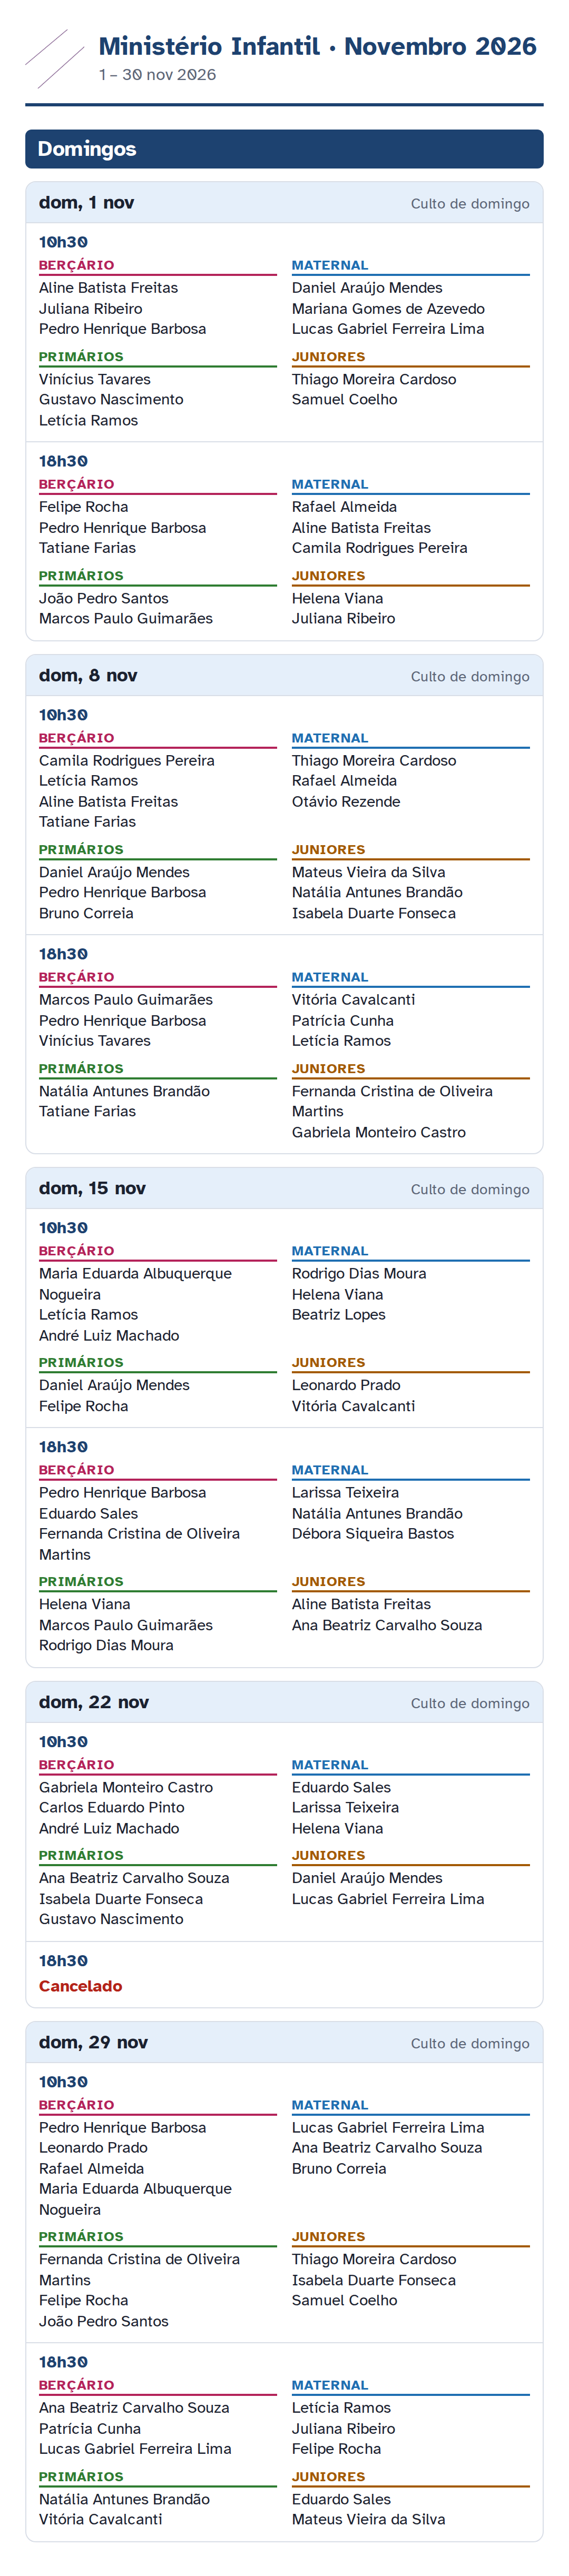 Ministério Infantil · Novembro 2026
1 – 30 nov 2026
Domingos
dom, 1 nov
Culto de domingo
10h30
BERÇÁRIO
Aline Batista Freitas
Juliana Ribeiro
Pedro Henrique Barbosa
MATERNAL
Daniel Araújo Mendes
Mariana Gomes de Azevedo
Lucas Gabriel Ferreira Lima
PRIMÁRIOS
Vinícius Tavares
Gustavo Nascimento
Letícia Ramos
JUNIORES
Thiago Moreira Cardoso
Samuel Coelho
18h30
BERÇÁRIO
Felipe Rocha
Pedro Henrique Barbosa
Tatiane Farias
MATERNAL
Rafael Almeida
Aline Batista Freitas
Camila Rodrigues Pereira
PRIMÁRIOS
João Pedro Santos
Marcos Paulo Guimarães
JUNIORES
Helena Viana
Juliana Ribeiro
dom, 8 nov
Culto de domingo
10h30
BERÇÁRIO
Camila Rodrigues Pereira
Letícia Ramos
Aline Batista Freitas
Tatiane Farias
MATERNAL
Thiago Moreira Cardoso
Rafael Almeida
Otávio Rezende
PRIMÁRIOS
Daniel Araújo Mendes
Pedro Henrique Barbosa
Bruno Correia
JUNIORES
Mateus Vieira da Silva
Natália Antunes Brandão
Isabela Duarte Fonseca
18h30
BERÇÁRIO
Marcos Paulo Guimarães
Pedro Henrique Barbosa
Vinícius Tavares
MATERNAL
Vitória Cavalcanti
Patrícia Cunha
Letícia Ramos
PRIMÁRIOS
Natália Antunes Brandão
Tatiane Farias
JUNIORES
Fernanda Cristina de Oliveira
Martins
Gabriela Monteiro Castro
dom, 15 nov
Culto de domingo
10h30
BERÇÁRIO
Maria Eduarda Albuquerque
Nogueira
Letícia Ramos
André Luiz Machado
MATERNAL
Rodrigo Dias Moura
Helena Viana
Beatriz Lopes
PRIMÁRIOS
Daniel Araújo Mendes
Felipe Rocha
JUNIORES
Leonardo Prado
Vitória Cavalcanti
18h30
BERÇÁRIO
Pedro Henrique Barbosa
Eduardo Sales
Fernanda Cristina de Oliveira
Martins
MATERNAL
Larissa Teixeira
Natália Antunes Brandão
Débora Siqueira Bastos
PRIMÁRIOS
Helena Viana
Marcos Paulo Guimarães
Rodrigo Dias Moura
JUNIORES
Aline Batista Freitas
Ana Beatriz Carvalho Souza
dom, 22 nov
Culto de domingo
10h30
BERÇÁRIO
Gabriela Monteiro Castro
Carlos Eduardo Pinto
André Luiz Machado
MATERNAL
Eduardo Sales
Larissa Teixeira
Helena Viana
PRIMÁRIOS
Ana Beatriz Carvalho Souza
Isabela Duarte Fonseca
Gustavo Nascimento
JUNIORES
Daniel Araújo Mendes
Lucas Gabriel Ferreira Lima
18h30
Cancelado
dom, 29 nov
Culto de domingo
10h30
BERÇÁRIO
Pedro Henrique Barbosa
Leonardo Prado
Rafael Almeida
Maria Eduarda Albuquerque
Nogueira
MATERNAL
Lucas Gabriel Ferreira Lima
Ana Beatriz Carvalho Souza
Bruno Correia
PRIMÁRIOS
Fernanda Cristina de Oliveira
Martins
Felipe Rocha
João Pedro Santos
JUNIORES
Thiago Moreira Cardoso
Isabela Duarte Fonseca
Samuel Coelho
18h30
BERÇÁRIO
Ana Beatriz Carvalho Souza
Patrícia Cunha
Lucas Gabriel Ferreira Lima
MATERNAL
Letícia Ramos
Juliana Ribeiro
Felipe Rocha
PRIMÁRIOS
Natália Antunes Brandão
Vitória Cavalcanti
JUNIORES
Eduardo Sales
Mateus Vieira da Silva